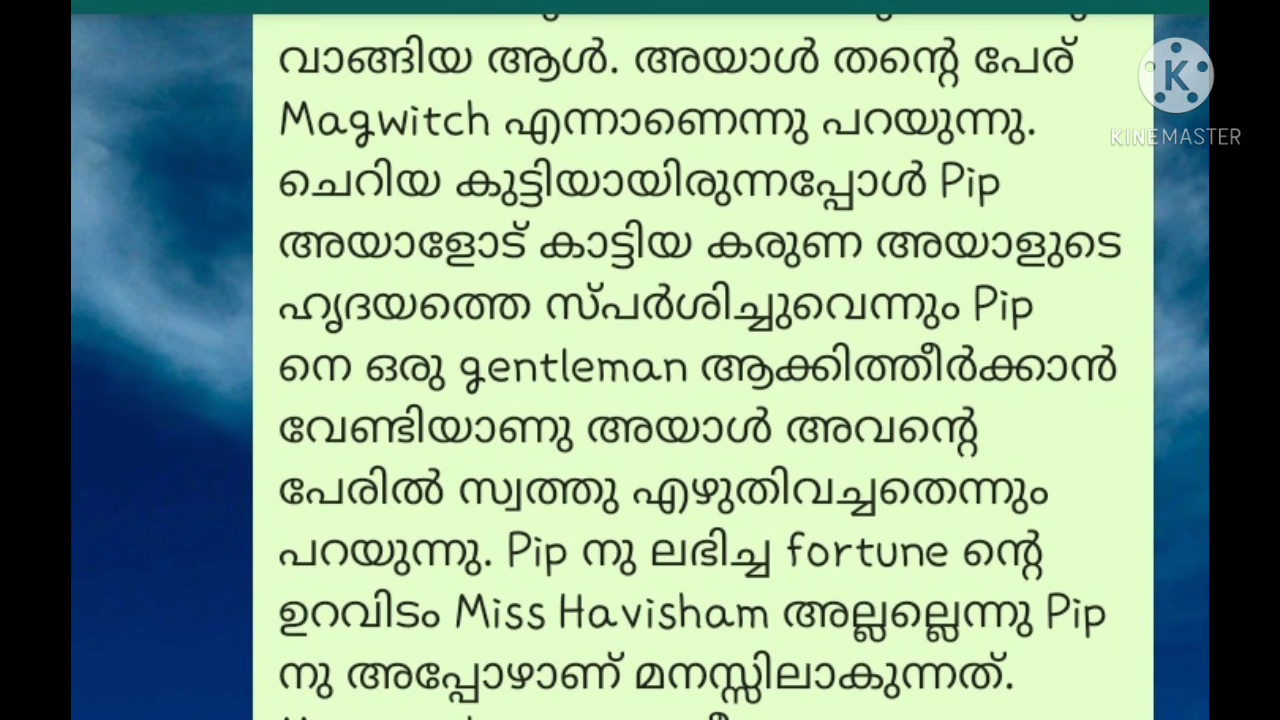 വാങ്ങിയ ആൾ. അയാൾ തന്റെ പേര്
Magwitch എന്നാണെന്നു പറയുന്നു.
ചെറിയ കുട്ടിയായിരുന്നപ്പോൾ Pip
അയാളോട് കാട്ടിയ കരുണ അയാളുടെ
ഹൃദയത്തെ സ്പർശിച്ചുവെന്നും Pip
നെ ഒരു gentleman ആക്കിത്തീർക്കാൻ
വേണ്ടിയാണു അയാൾ അവന്റെ
പേരിൽ സ്വത്തു എഴുതിവച്ചതെന്നും
പറയുന്നു. Pip നു ലഭിച്ച fortune ന്റെ
ഉറവിടം Miss Havisham അല്ലല്ലെന്നു Pip
നു അപ്പോഴാണ് മനസ്സിലാകുന്നത്.
K
KINEMASTER